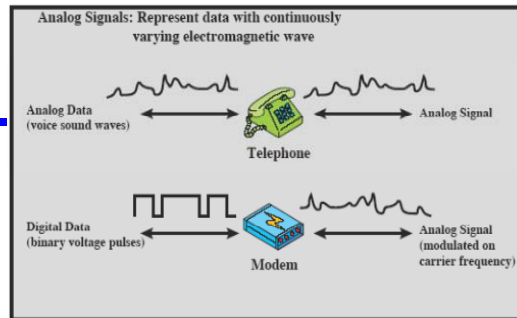 Analog Signals: Represent data with continuously
varying electromagnetic wave
Analog Data
(voice sound waves)
Telephone
Analog Signal
Digital Data
(binary voltage pulses)
Modem
Analog Signal
(modulated on
carrier frequency)